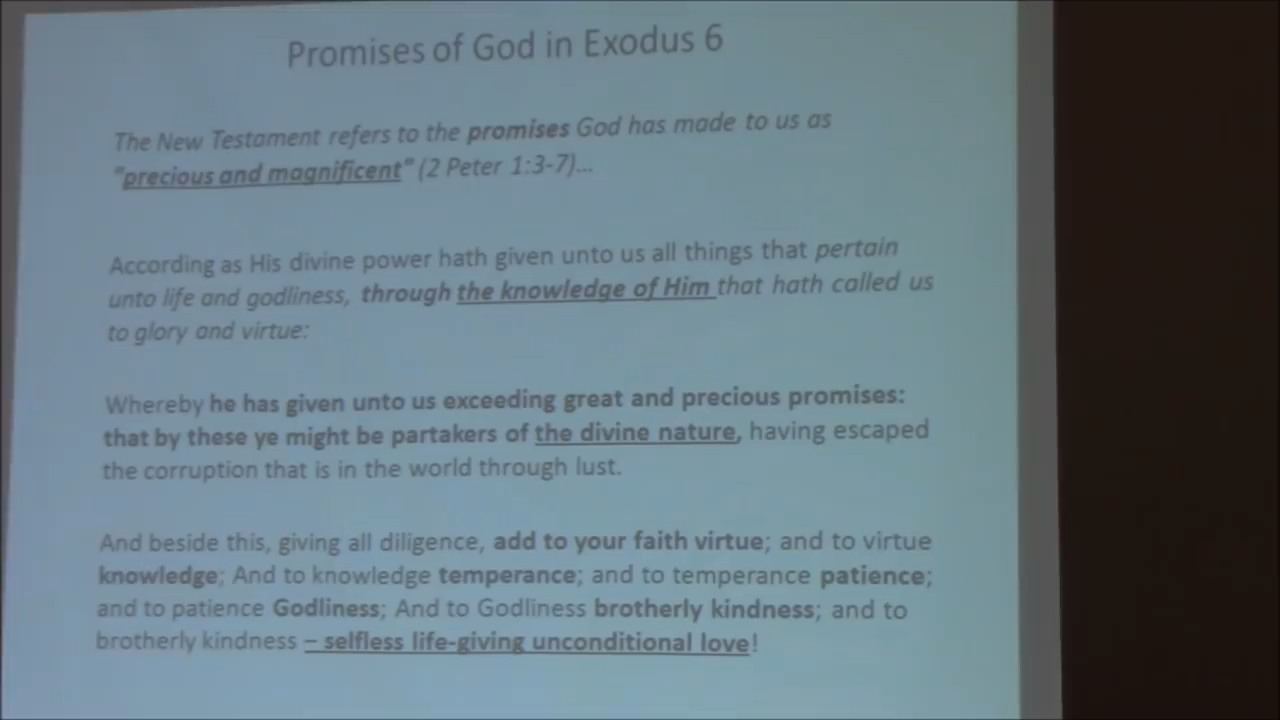 Promises of God in Exodus 6
The New Testament refers to the promises God has made to us as
"precious and magnificent" (2 Peter 1:3-7)...
According as His divine power hath given unto us all things that pertain
unto life and godliness, through the knowledge of Him that hath called us
to glory and virtue:
Whereby he has given unto us exceeding great and precious promises:
that by these ye might be partakers of the divine nature, having escaped
the corruption that is in the world through lust.
And beside this, giving all diligence, add to your faith virtue; and to virtue
knowledge; And to knowledge temperance; and to temperance patience;
and to patience Godliness; And to Godliness brotherly kindness; and to
brotherly kindness – selfless life-giving unconditional love!